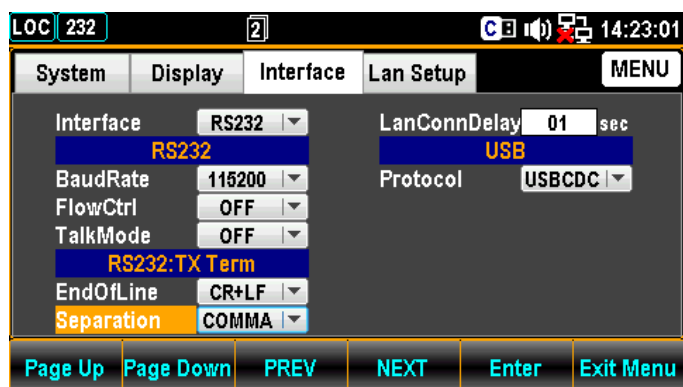 LOC 232 2 C 14:23:01
System Display Interface Lan Setup MENU
Interface RS232 LanConnDelay 01 sec
RS232 USB
BaudRate 115200 Protocol USBCDC
FlowCtrl OFF
TalkMode OFF
RS232:TX Term
EndOfLine CR+LF
Separation COMMA
Page Up Page Down PREV NEXT Enter Exit Menu